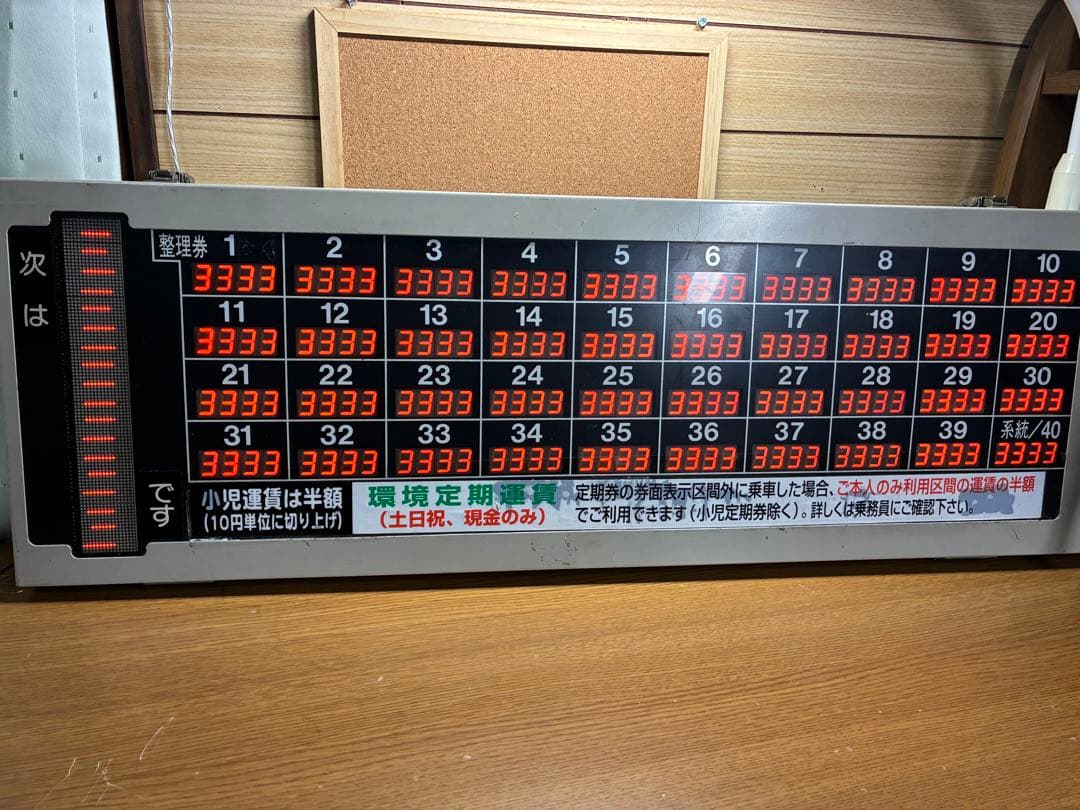 次は
です
整理券 1 2 3 4 5 6 7 8 9 10
3333 3333 3333 3333 3333 3333 3333 3333 3333 3333
11 12 13 14 15 16 17 18 19 20
3333 3333 3333 3333 3333 3333 3333 3333 3333 3333
21 22 23 24 25 26 27 28 29 30
3333 3333 3333 3333 3333 3333 3333 3333 3333 3333
31 32 33 34 35 36 37 38 39 系統/40
3333 3333 3333 3333 3333 3333 3333 3333 3333 3333
小児運賃は半額
(10円単位に切り上げ)
環境定期運賃
(土日祝、現金のみ)
定期券の券面表示区間外に乗車した場合、ご本人のみ利用区間の運賃の半額
でご利用できます(小児定期券除く)。詳しくは乗務員にご確認下さい。